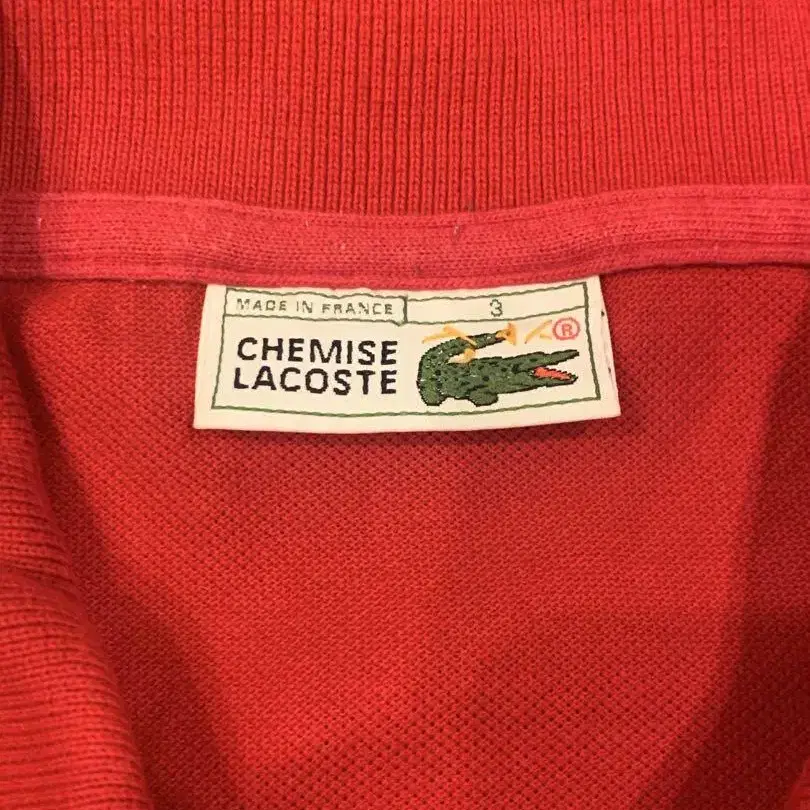 MADE IN FRANCE 3
CHEMISE ®
LACOSTE